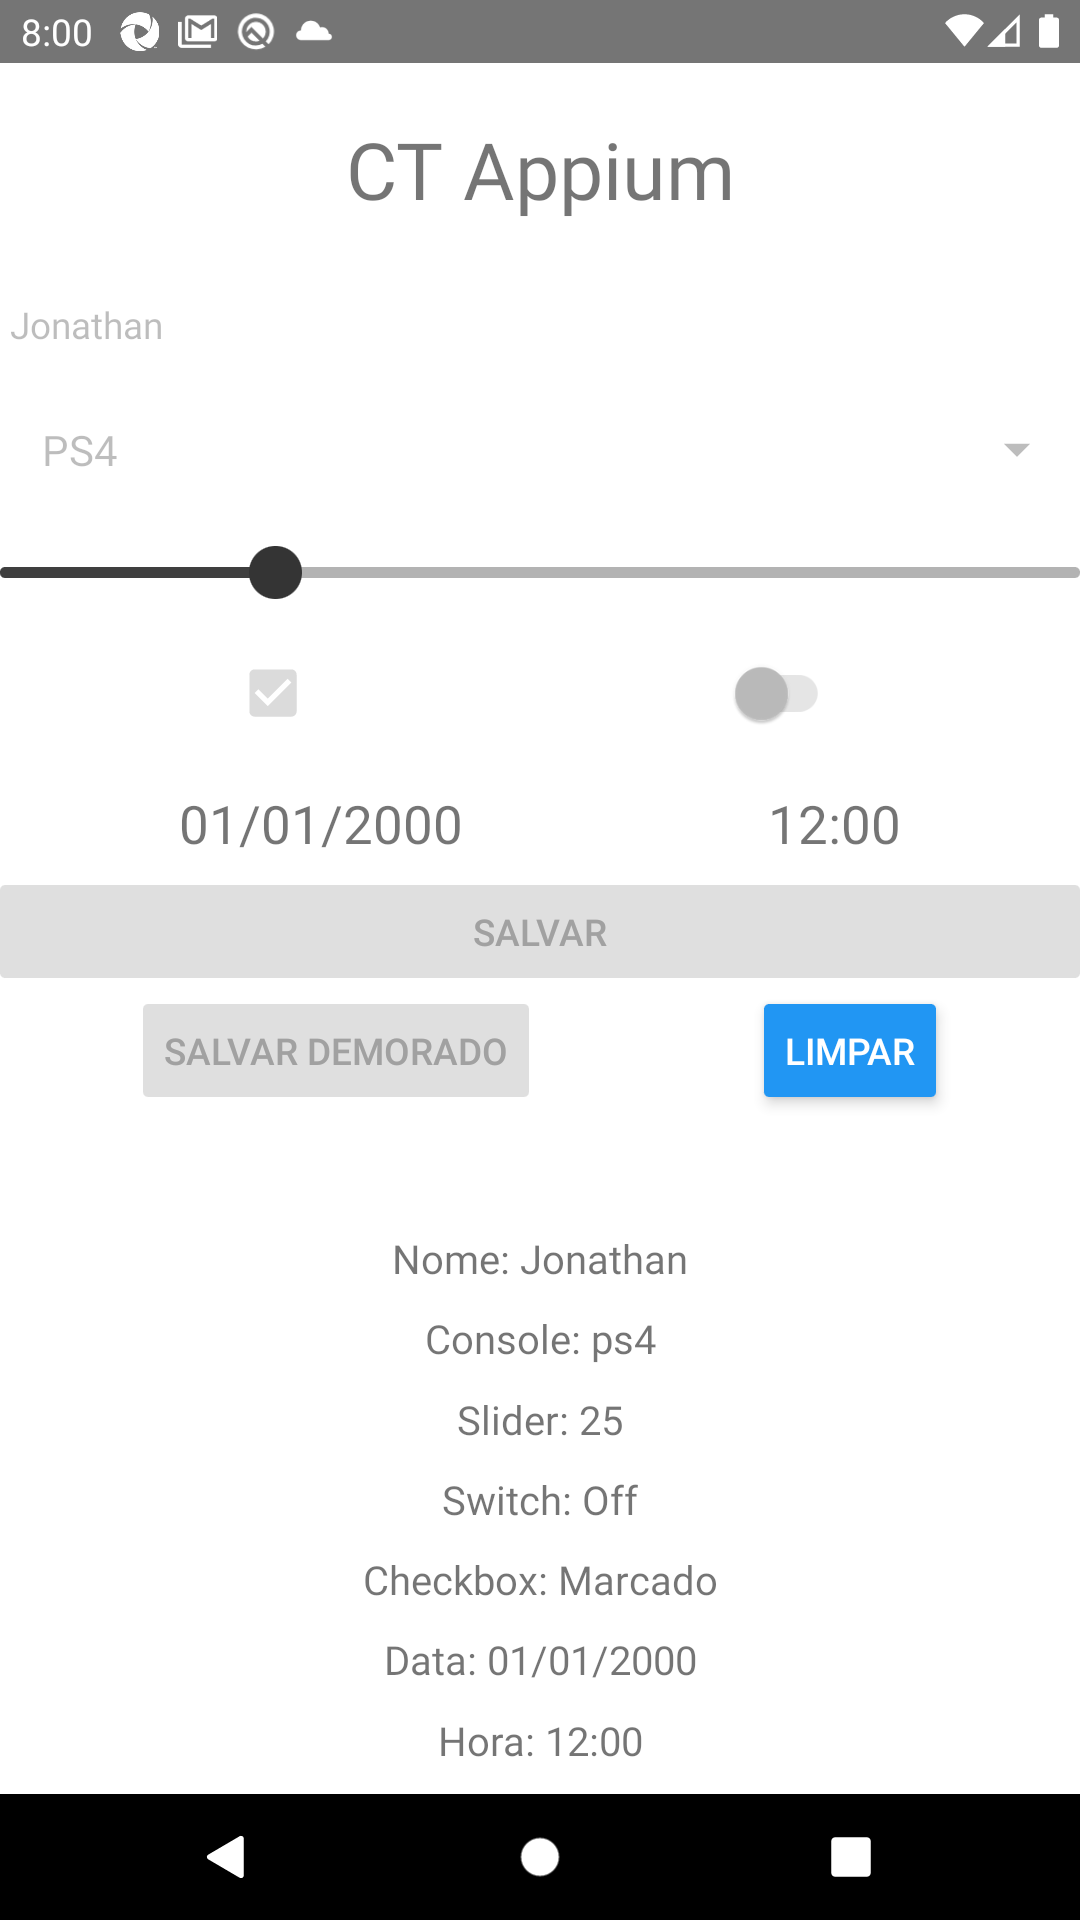 8:00
CT Appium
Jonathan
PS4
01/01/2000 12:00
SALVAR
SALVAR DEMORADO LIMPAR
Nome: Jonathan
Console: ps4
Slider: 25
Switch: Off
Checkbox: Marcado
Data: 01/01/2000
Hora: 12:00